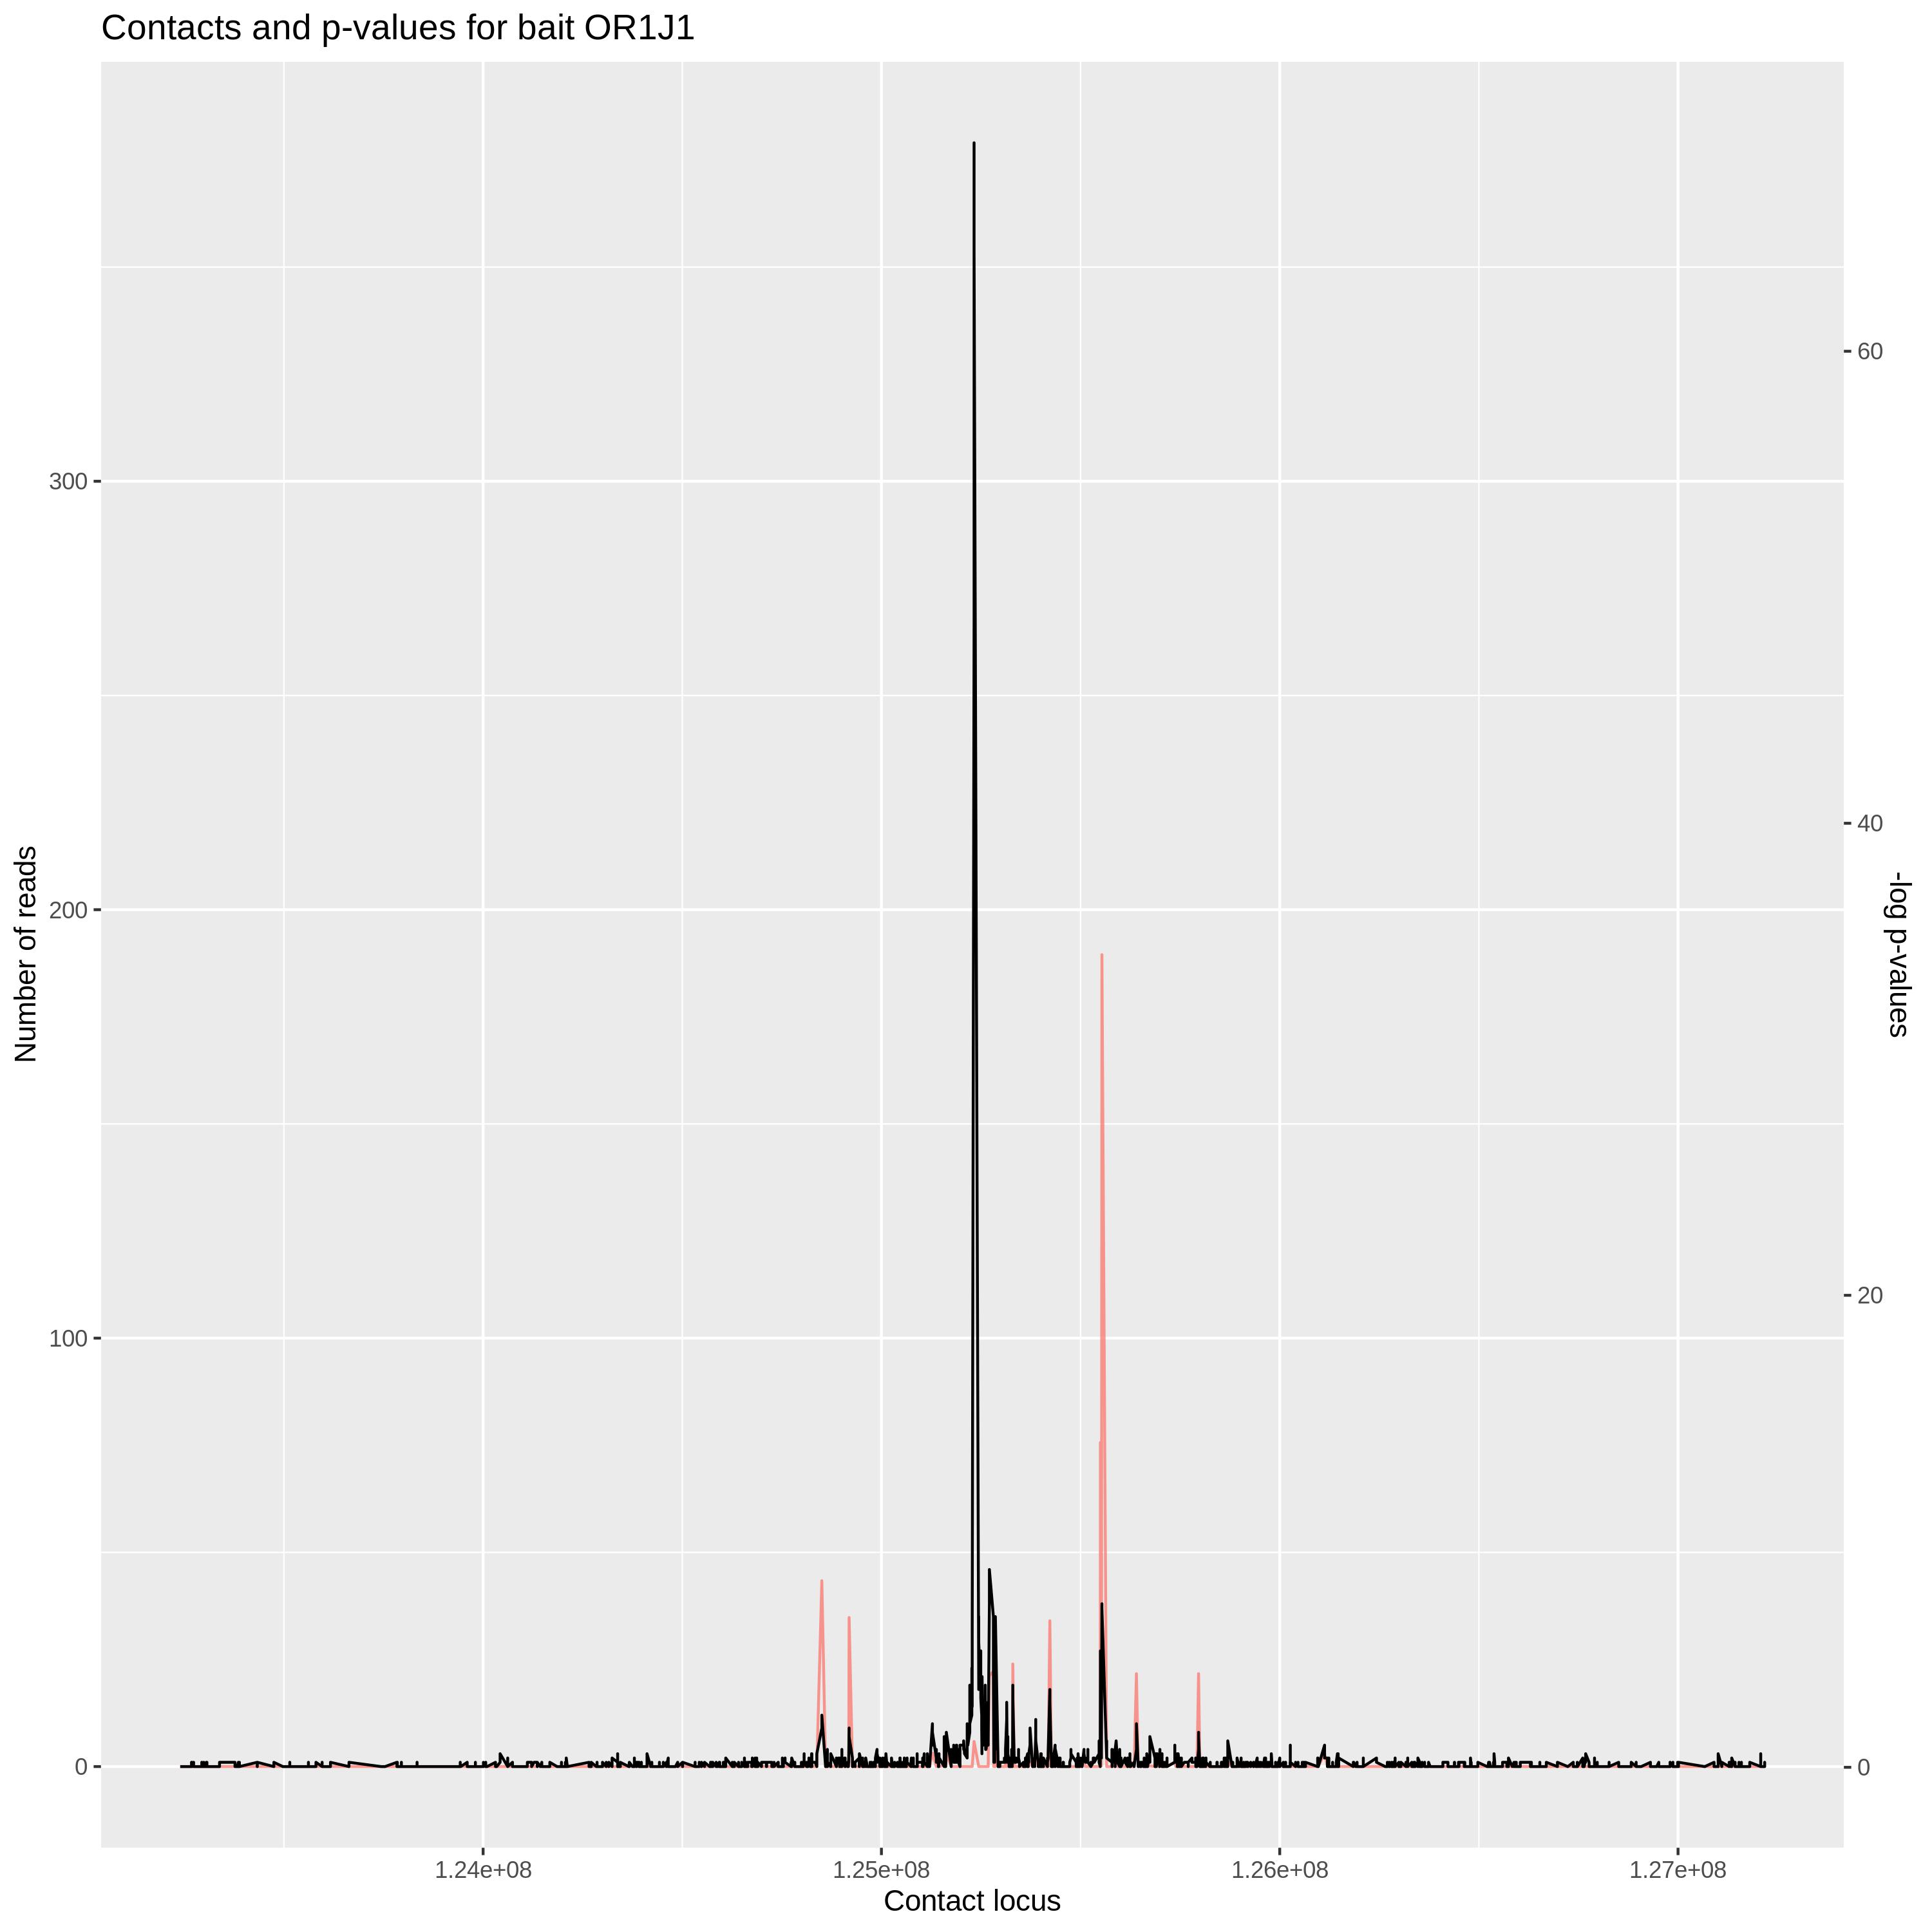 Contacts and p-values for bait OR1J1
Number of reads
300
200
100
0
60
40
20
0
-log p-values
1.24e+08
1.25e+08
1.26e+08
1.27e+08
Contact locus